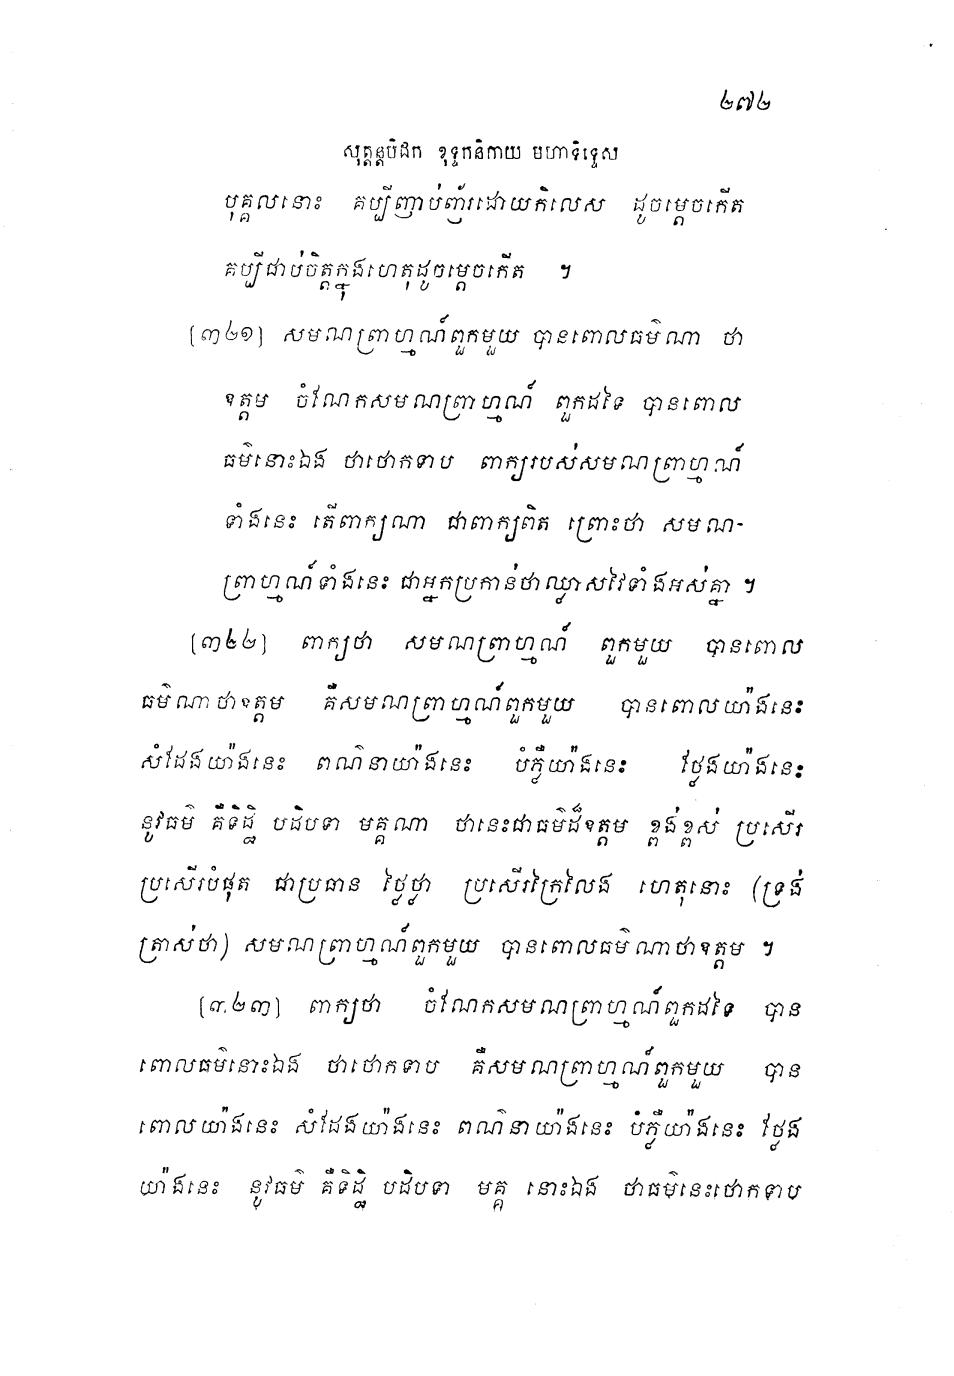 ២៧២
សុត្តន្តបិដក ខុទ្ទកនិកាយ មហានិទ្ទេស
បុគ្គលនោះ គប្បីញាប់ញ័រដោយកិលេស ដូចម្តេចកើត
គប្បីជាប់ចិត្តក្នុងហេតុដូចម្តេចកើត ។
[៣២១] សមណព្រាហ្មណ៍ពួកមួយ បានពោលធម៌ណា ថា
ឧត្តម ចំណែកសមណព្រាហ្មណ៍ ពួកដទៃ បានពោល
ធម៌នោះឯង ថាថោកទាប ពាក្យរបស់សមណព្រាហ្មណ៍
ទាំងនេះ តើពាក្យណា ជាពាក្យពិត ព្រោះថា សមណ-
ព្រាហ្មណ៍ទាំងនេះ ជាអ្នកប្រកាន់ថាឈ្លាសវៃទាំងអស់គ្នា ។
[៣២២] ពាក្យថា សមណព្រាហ្មណ៍ ពួកមួយ បានពោល
ធម៌ណាថាឧត្តម គឺសមណព្រាហ្មណ៍ពួកមួយ បានពោលយ៉ាងនេះ
សំដែងយ៉ាងនេះ ពណ៌នាយ៉ាងនេះ បំភ្លឺយ៉ាងនេះ ថ្លែងយ៉ាងនេះ
នូវធម៌ គឺទិដ្ឋិ បដិបទា មគ្គណា ថានេះជាធម៌ដ៏ឧត្តម ខ្ពង់ខ្ពស់ ប្រសើរ
ប្រសើរបំផុត ជាប្រធាន ថ្លៃថ្លា ប្រសើរក្រៃលែង ហេតុនោះ (ទ្រង់
ត្រាស់ថា) សមណព្រាហ្មណ៍ពួកមួយ បានពោលធម៌ណាថាឧត្តម ។
[៣២៣] ពាក្យថា ចំណែកសមណព្រាហ្មណ៍ពួកដទៃ បាន
ពោលធម៌នោះឯង ថាថោកទាប គឺសមណព្រាហ្មណ៍ពួកមួយ បាន
ពោលយ៉ាងនេះ សំដែងយ៉ាងនេះ ពណ៌នាយ៉ាងនេះ បំភ្លឺយ៉ាងនេះ ថ្លែង
យ៉ាងនេះ នូវធម៌ គឺទិដ្ឋិ បដិបទា មគ្គ នោះឯង ថាធម៌នេះថោកទាប